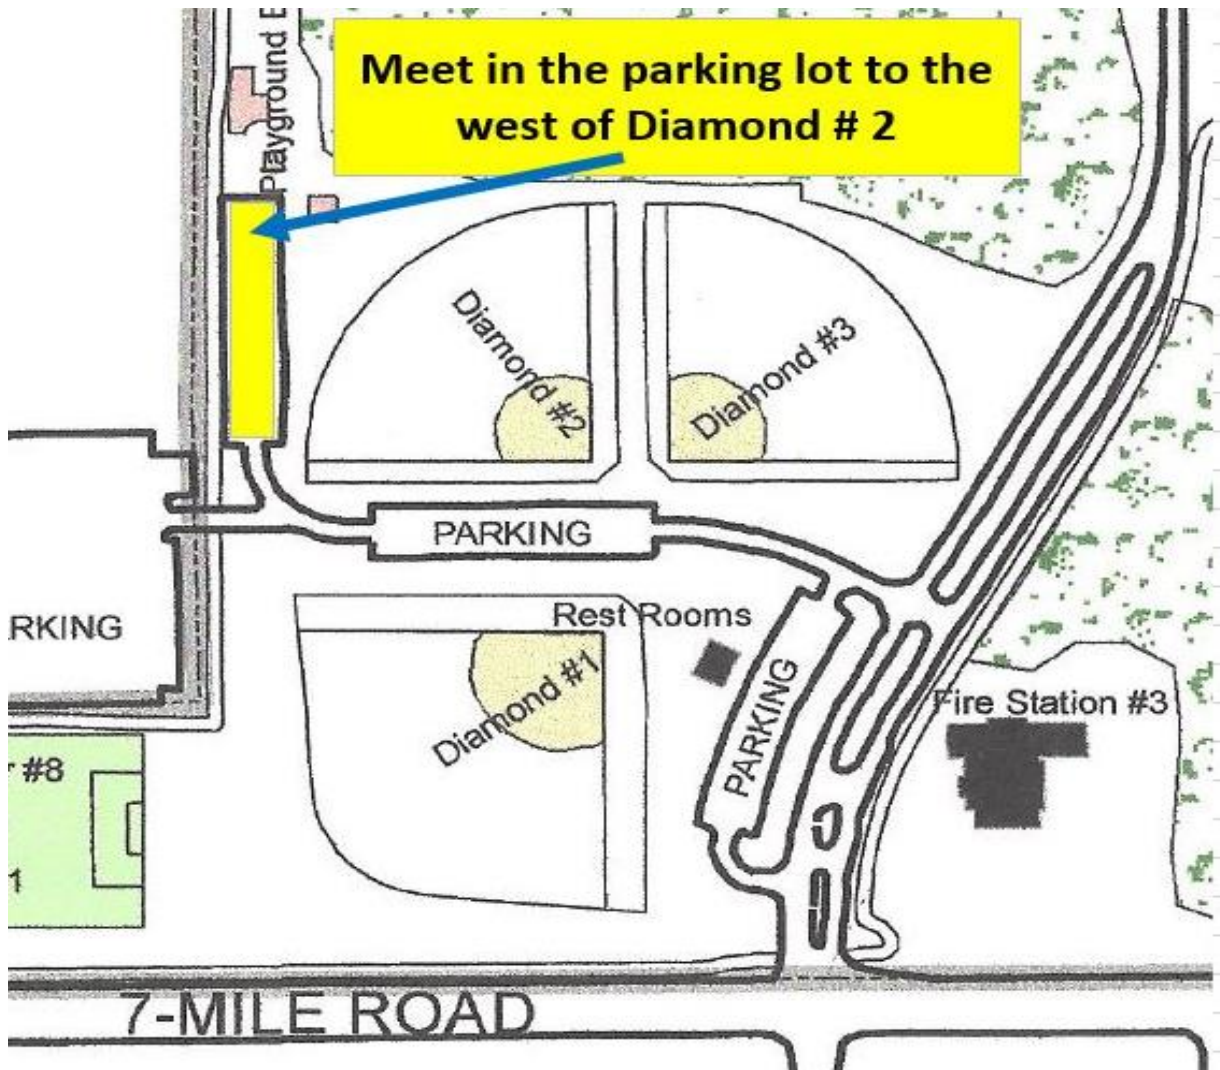 Meet in the parking lot to the
west of Diamond # 2
Playground E
Diamond #2
Diamond #3
PARKING
RKING
Rest Rooms
Diamond #1
PARKING
Fire Station #3
#8
1
7-MILE ROAD